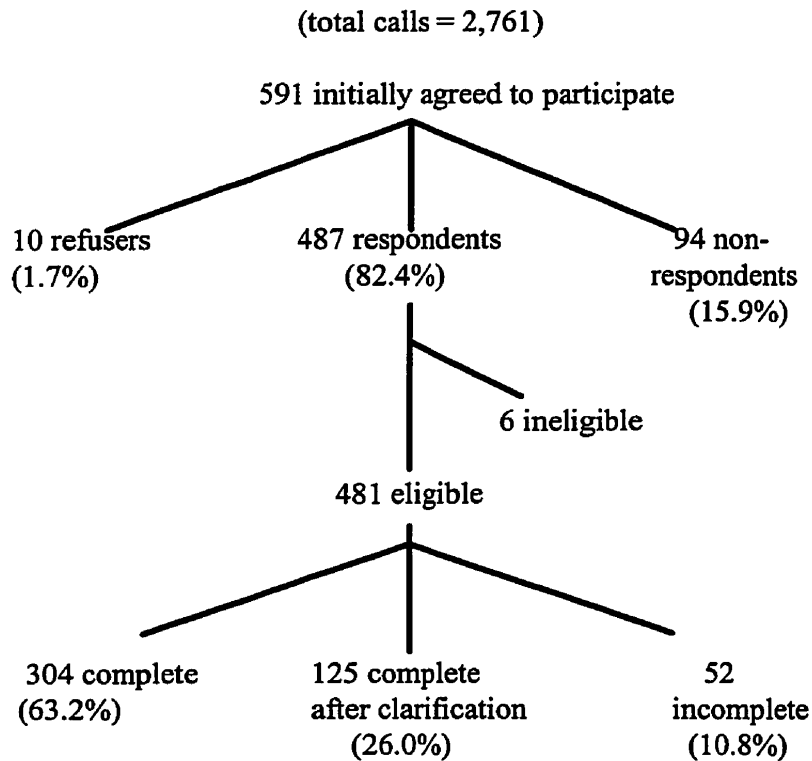 (total calls = 2,761)
591 initially agreed to participate
10 refusers
(1.7%)
487 respondents
(82.4%)
94 non-
respondents
(15.9%)
6 ineligible
481 eligible
304 complete
(63.2%)
125 complete
after clarification
(26.0%)
52
incomplete
(10.8%)